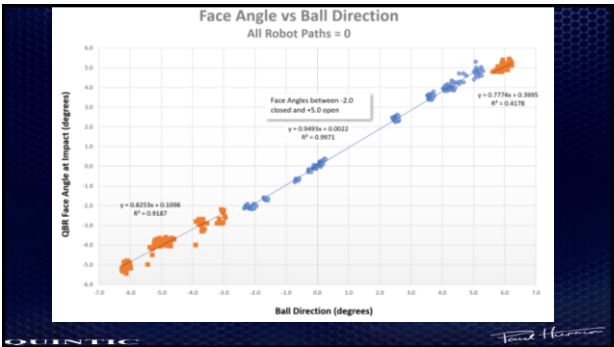 Face Angle vs Ball Direction
All Robot Paths = 0
QBR Face Angle at Impact (degrees)
6.0
5.0
4.0
3.0
2.0
1.0
0.0
-1.0
-2.0
-3.0
-4.0
-5.0
-6.0
y = 0.7774x + 0.3995
R² = 0.4178
Face Angles between -2.0
closed and +5.0 open
y = 0.9493x + 0.0022
R² = 0.9971
y = 0.8253x + 0.1098
R² = 0.9187
-7.0 -6.0 -5.0 -4.0 -3.0 -2.0 -1.0 0.0 1.0 2.0 3.0 4.0 5.0 6.0 7.0
Ball Direction (degrees)
QUINTIC
Paul Hurrion